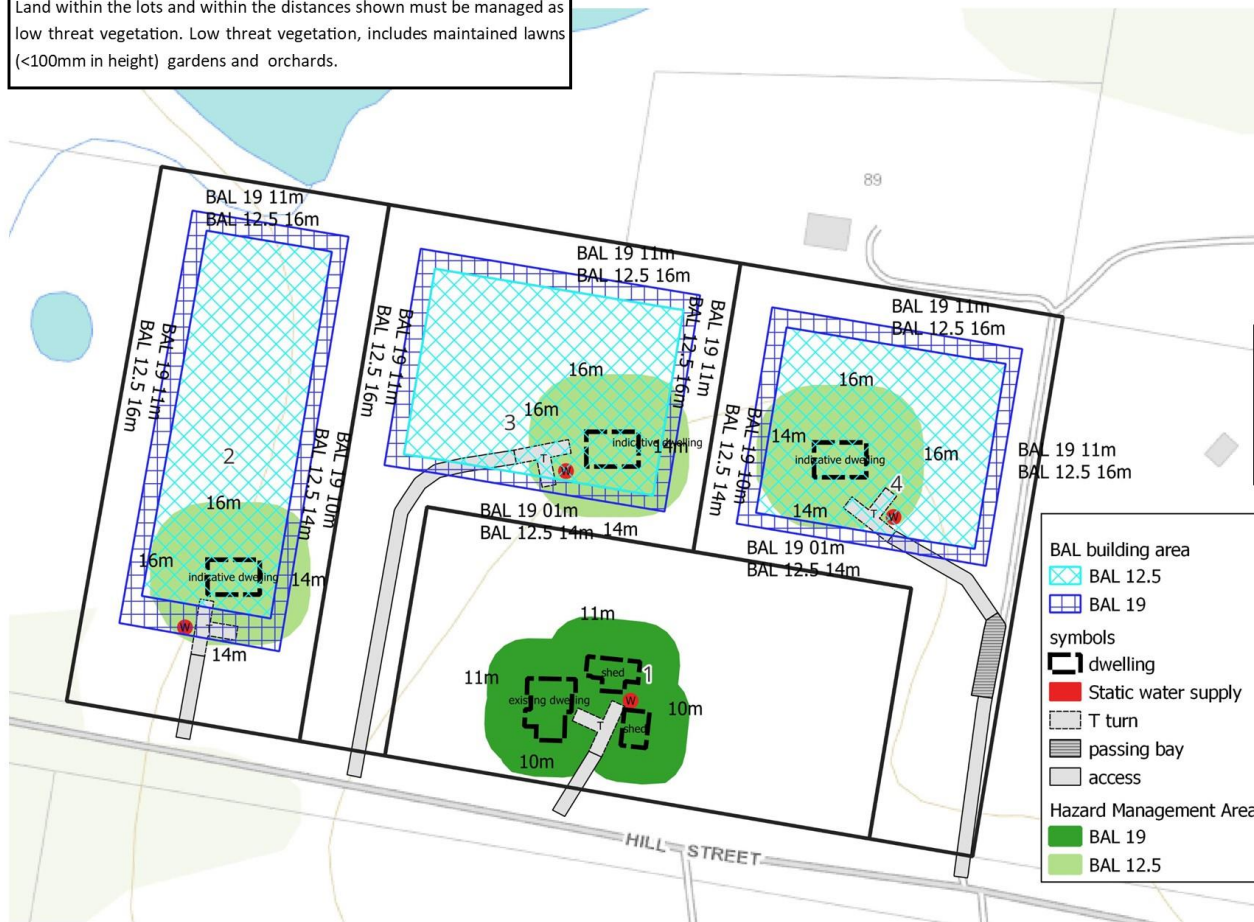 Land within the lots and within the distances shown must be managed as
low threat vegetation. Low threat vegetation, includes maintained lawns
(<100mm in height) gardens and orchards.
89
BAL 19 11m
BAL 12.5 16m
BAL 19 11m
BAL 12.5 16m
BAL 19 11m
BAL 12.5 16m
BAL 19 11m
BAL 12.5 16m
BAL 19 11m
BAL 12.5 16m
BAL 19 11m
BAL 12.5 16m
2
16m
16m
indicative dwelling
14m
W
T
14m
BAL 19 10m
BAL 12.5 14m
3
16m
16m
indicative dwelling
14m
T
W
BAL 19 01m
BAL 12.5 14m
14m
BAL 19 10m
BAL 12.5 14m
16m
14m
indicative dwelling
16m
4
14m
T
W
BAL 19 11m
BAL 12.5 16m
BAL 19 01m
BAL 12.5 14m
11m
11m
shed
1
existing dwelling
W
10m
T
shed
10m
HILL STREET
BAL building area
BAL 12.5
BAL 19
symbols
dwelling
Static water supply
T turn
passing bay
access
Hazard Management Area
BAL 19
BAL 12.5